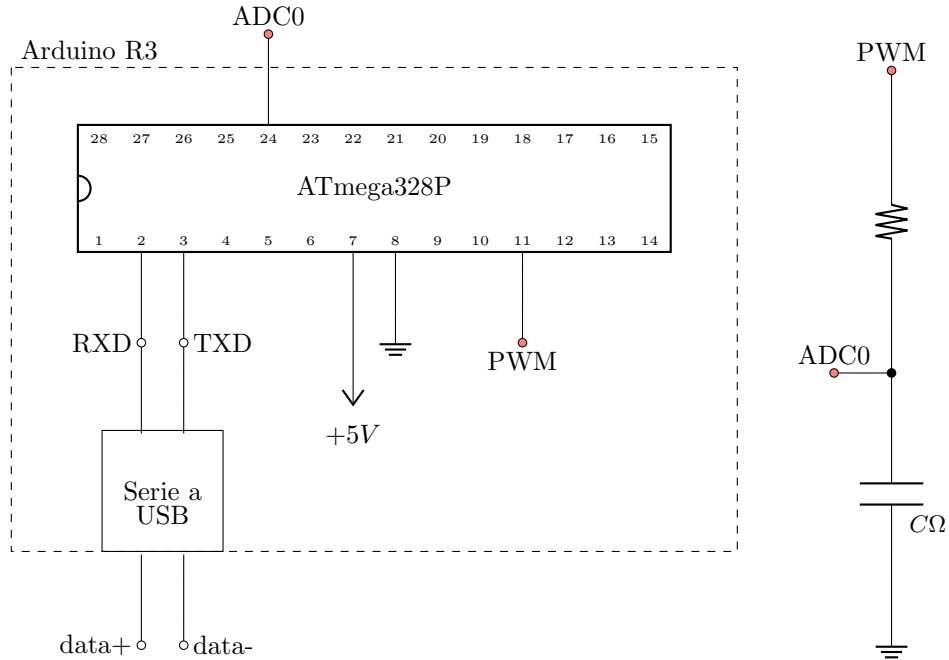 ADC0
Arduino R3
PWM
28 27 26 25 24 23 22 21 20 19 18 17 16 15
ATmega328P
1 2 3 4 5 6 7 8 9 10 11 12 13 14
RXD TXD
PWM
ADC0
+5V
Serie a
USB
CΩ
data+ data-